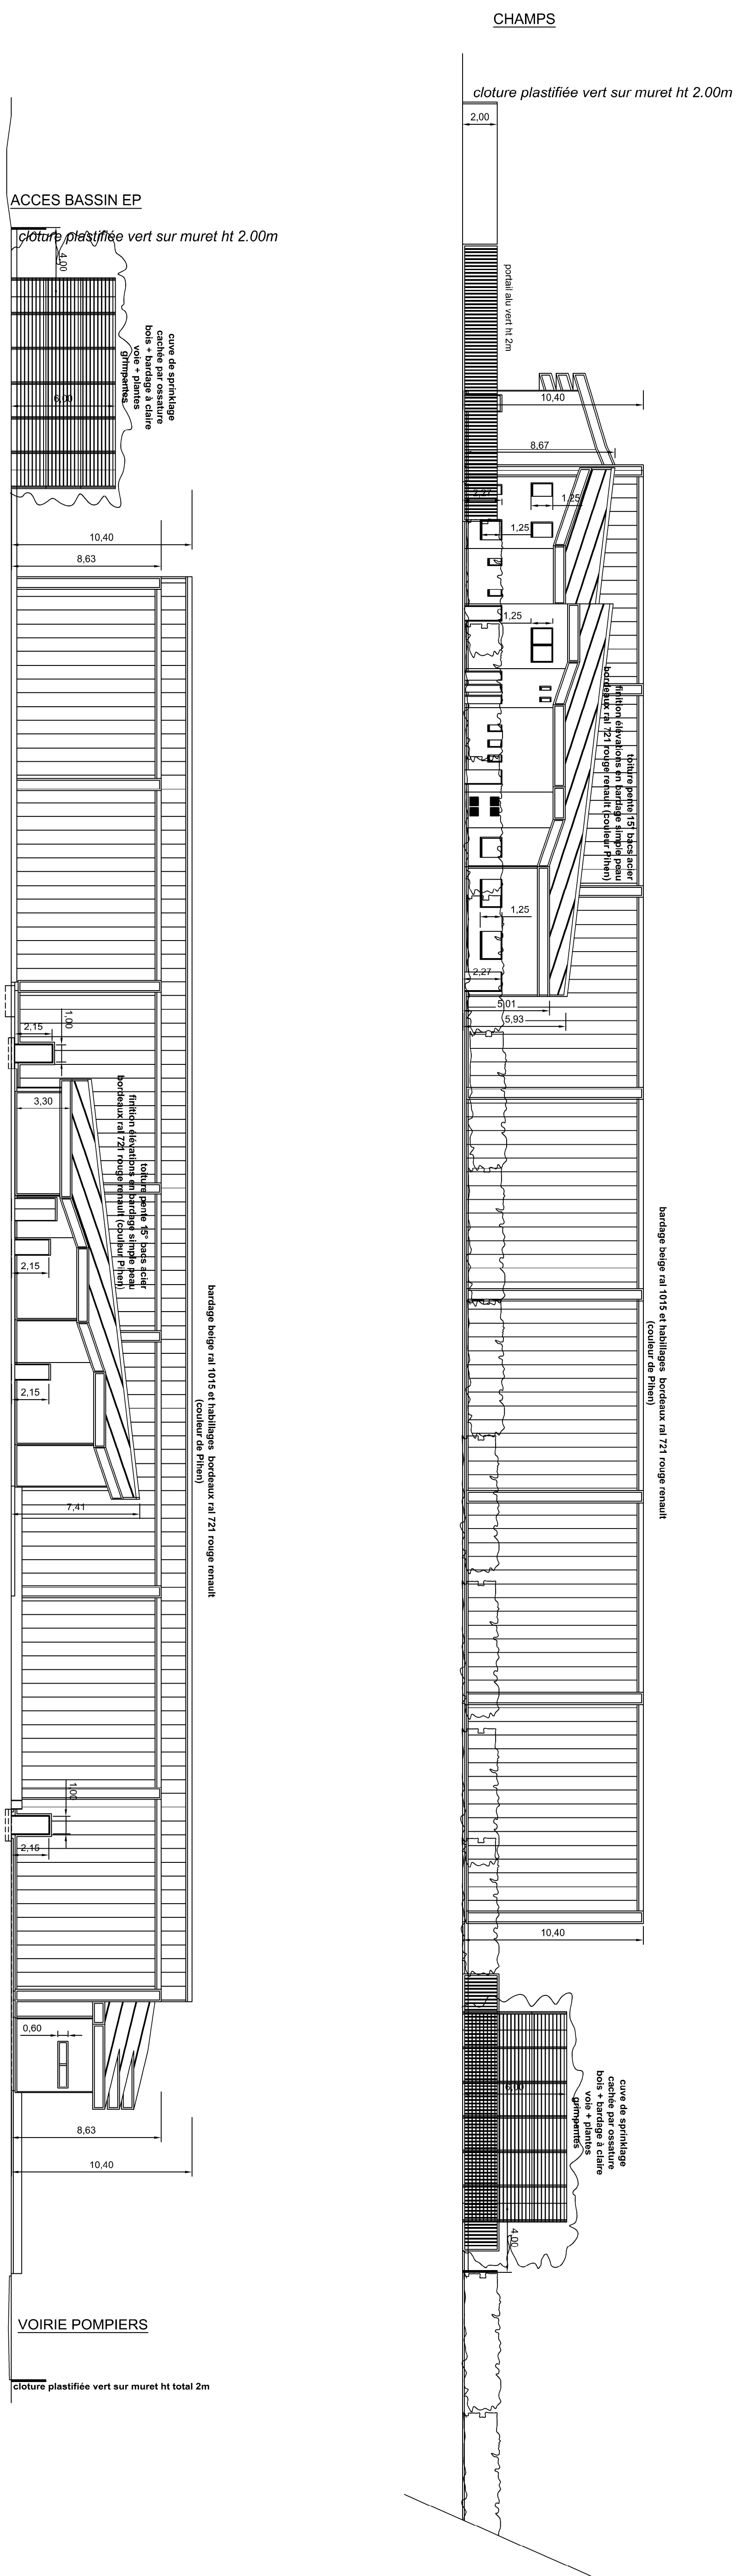 CHAMPS
cloture plastifiée vert sur muret ht 2.00m
2,00
ACCES BASSIN EP
cloture plastifiée vert sur muret ht 2.00m
4,00
portail alu vert ht 2m
cuve de sprinklage
cachée par ossature
bois + bardage à claire
voie + plantes
grimpantes
6,00
10,40
8,67
2,27
1,25
1,25
10,40
8,63
1,25
toiture pente 15° bacs acier
finition élévations en bardage simple peau
bordeaux ral 721 rouge renault (couleur Pihen)
1,25
2,27
5,01
5,93
1,00
2,15
3,30
toiture pente 15° bacs acier
finition élévations en bardage simple peau
bordeaux ral 721 rouge renault (couleur Pihen)
2,15
2,15
7,41
bardage beige ral 1015 et habillages bordeaux ral 721 rouge renault
(couleur de Pihen)
bardage beige ral 1015 et habillages bordeaux ral 721 rouge renault
(couleur de Pihen)
1,00
2,15
10,40
0,60
cuve de sprinklage
cachée par ossature
bois + bardage à claire
voie + plantes
grimpantes
6,00
8,63
10,40
4,00
VOIRIE POMPIERS
cloture plastifiée vert sur muret ht total 2m